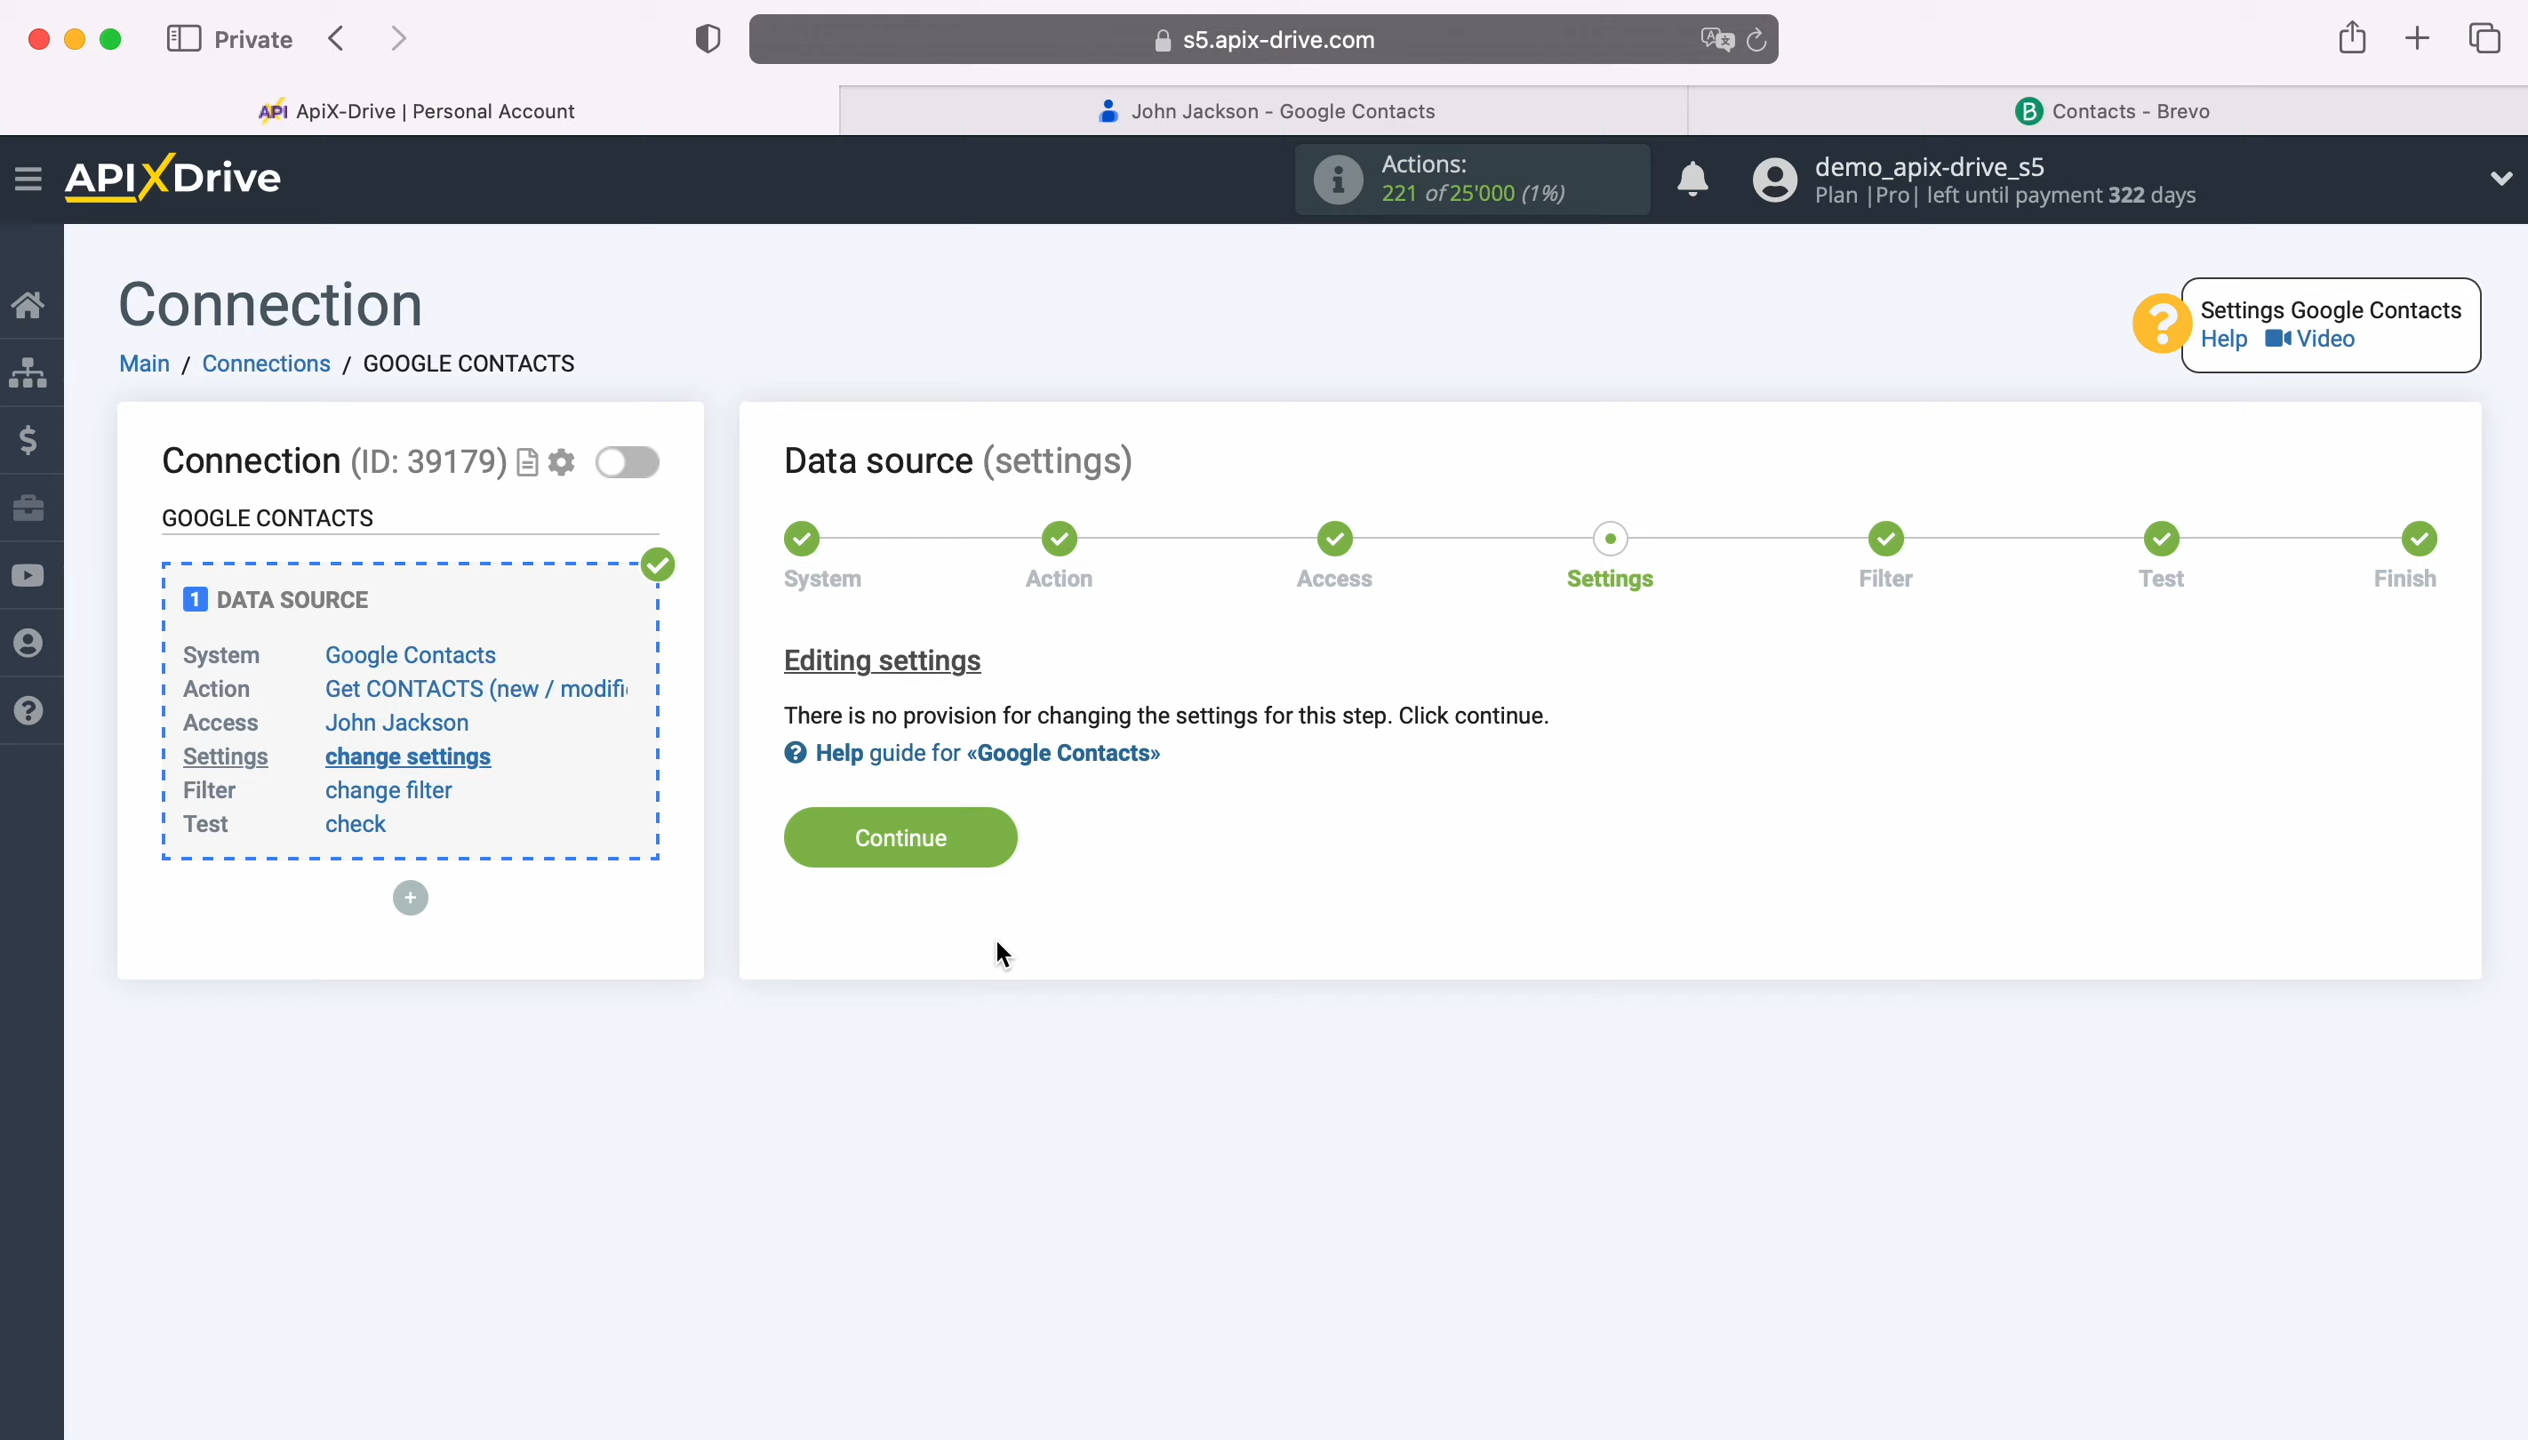 Private
s5.apix-drive.com
API ApiX-Drive | Personal Account
John Jackson - Google Contacts
B Contacts - Brevo
APIXDrive
i
Actions:
221 of 25'000 (1%)
demo_apix-drive_s5
Plan |Pro| left until payment 322 days
Connection
Main / Connections / GOOGLE CONTACTS
? Settings Google Contacts
Help Video
Connection (ID: 39179)
GOOGLE CONTACTS
1 DATA SOURCE
System Google Contacts
Action Get CONTACTS (new / modifi
Access John Jackson
Settings change settings
Filter change filter
Test check
+
Data source (settings)
System Action Access Settings Filter Test Finish
Editing settings
There is no provision for changing the settings for this step. Click continue.
? Help guide for «Google Contacts»
Continue